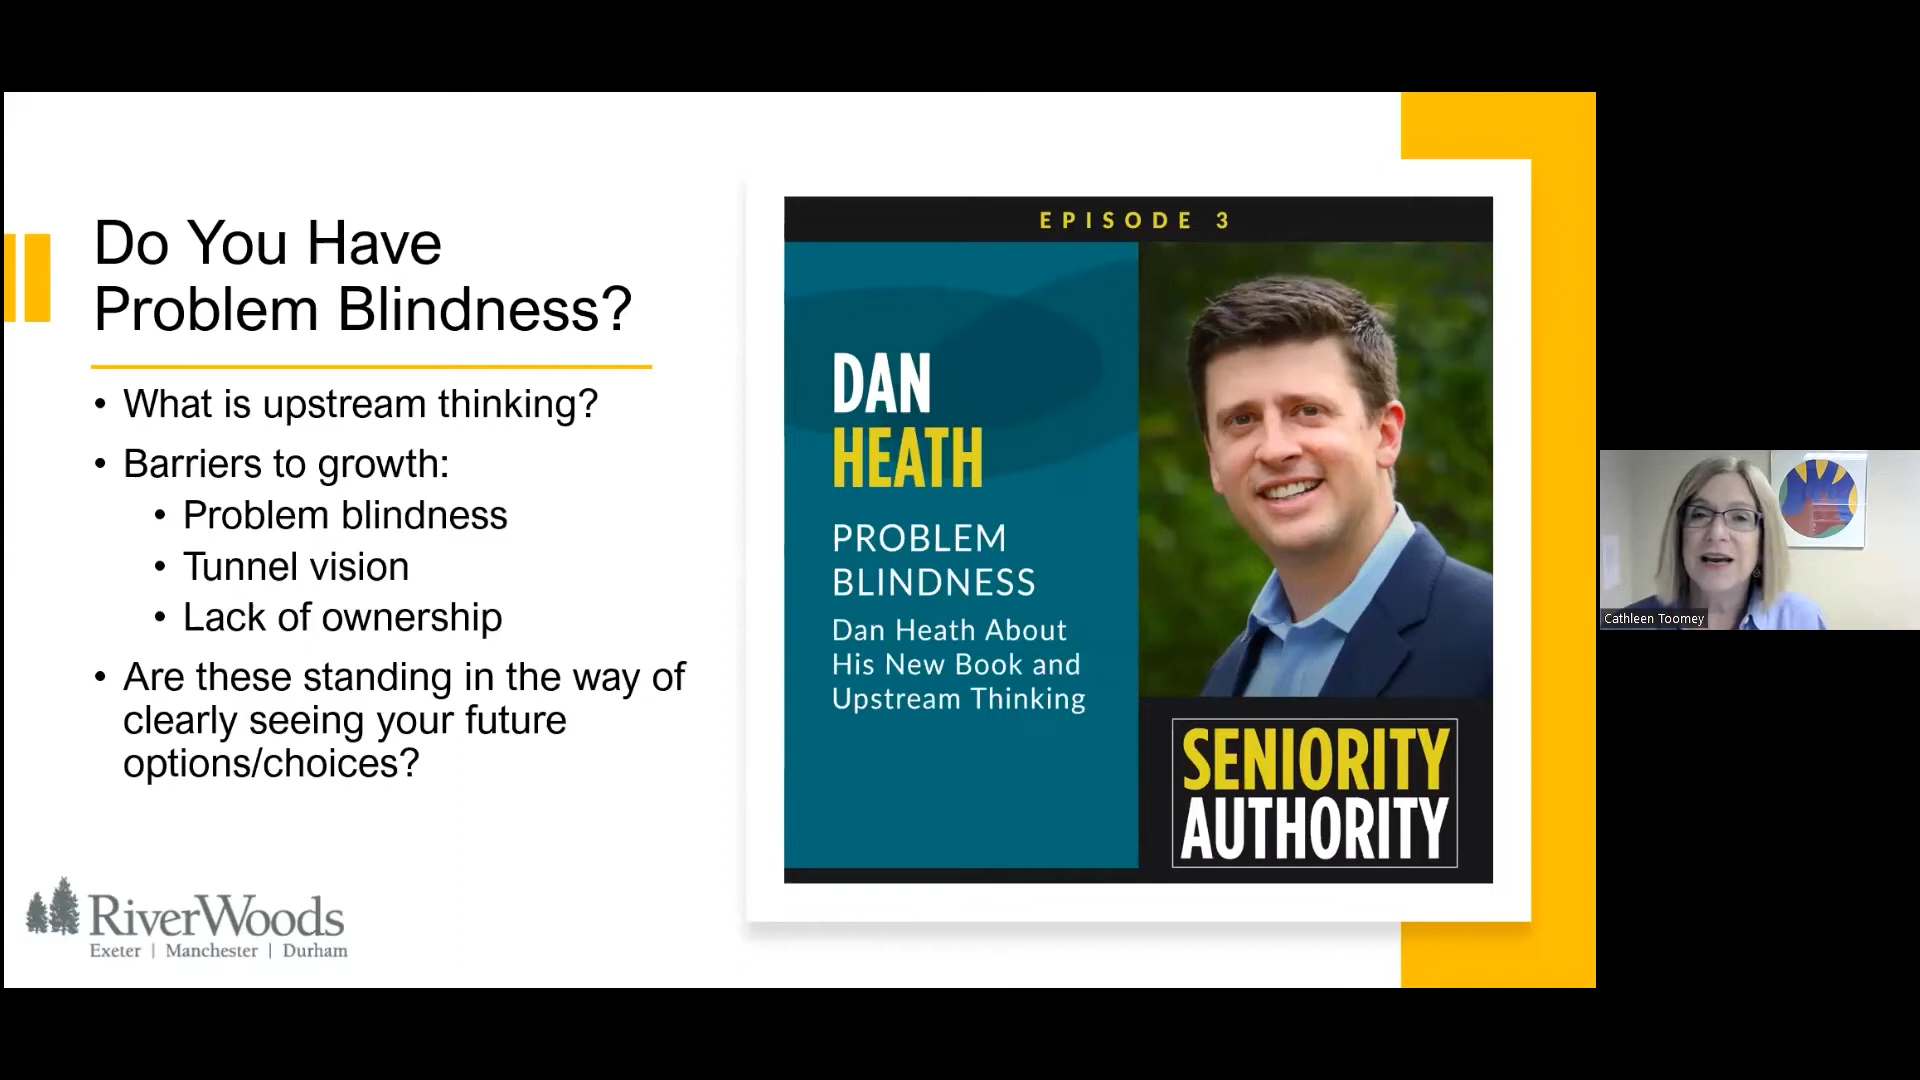 Do You Have
Problem Blindness?
• What is upstream thinking?
• Barriers to growth:
• Problem blindness
• Tunnel vision
• Lack of ownership
• Are these standing in the way of
clearly seeing your future
options/choices?
RiverWoods
Exeter | Manchester | Durham
EPISODE 3
DAN
HEATH
PROBLEM
BLINDNESS
Dan Heath About
His New Book and
Upstream Thinking
SENIORITY
AUTHORITY
Cathleen Toomey